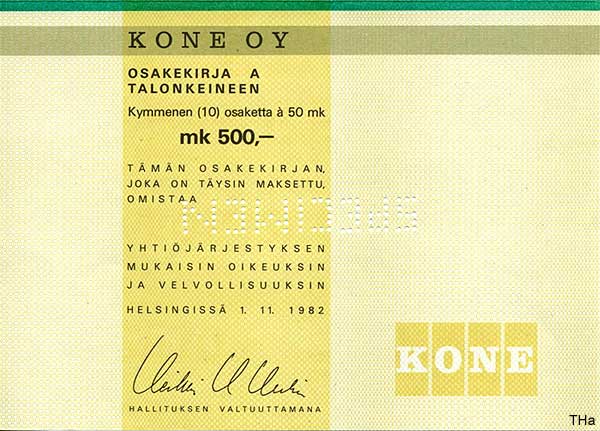 KONE OY
OSAKEKIRJA A
TALONKEINEEN
Kymmenen (10) osaketta à 50 mk
mk 500,—
TÄMÄN OSAKEKIRJAN,
JOKA ON TÄYSIN MAKSETTU,
OMISTAA
SPECIMEN
YHTIÖJÄRJESTYKSEN
MUKAISIN OIKEUKSIN
JA VELVOLLISUUKSIN
HELSINGISSÄ 1. 11. 1982
HALLITUKSEN VALTUUTTAMANA
KONE
THa